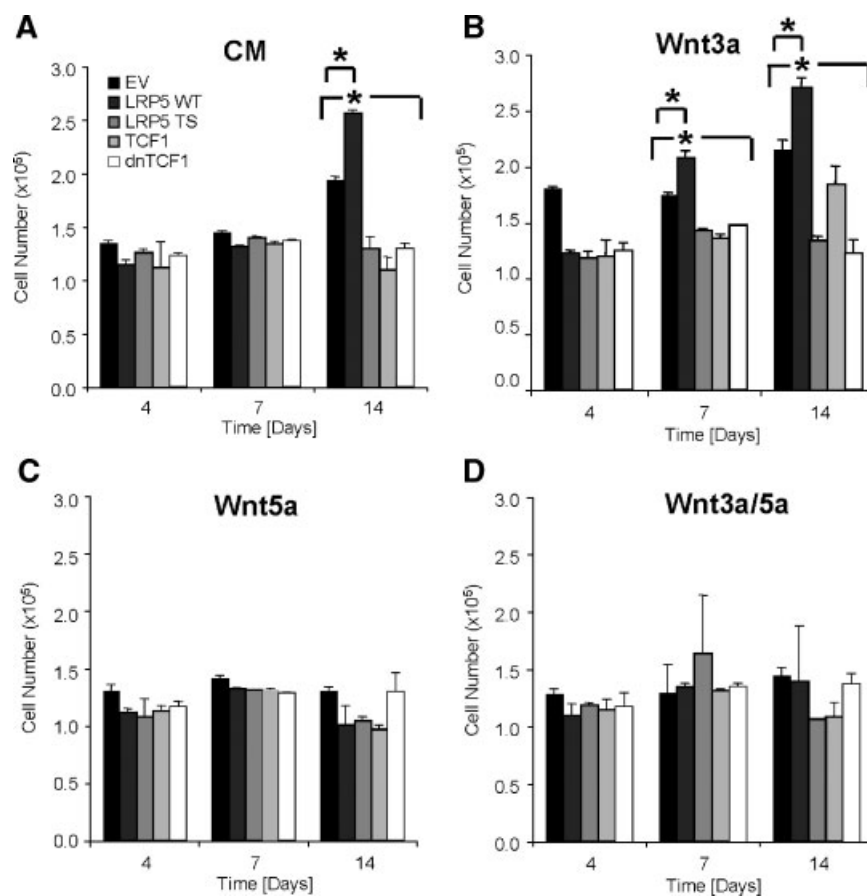 A
CM
3.0
2.5
2.0
1.5
1.0
0.5
0.0
Cell Number (x10⁵)
EV
LRP5 WT
LRP5 TS
TCF1
dnTCF1
*
*
4 7 14
Time [Days]
B
Wnt3a
3.0
2.5
2.0
1.5
1.0
0.5
0.0
Cell Number (x10⁵)
*
*
*
*
4 7 14
Time [Days]
C
Wnt5a
3.0
2.5
2.0
1.5
1.0
0.5
0.0
Cell Number (x10⁵)
4 7 14
Time [Days]
D
Wnt3a/5a
3.0
2.5
2.0
1.5
1.0
0.5
0.0
Cell Number (x10⁵)
4 7 14
Time [Days]